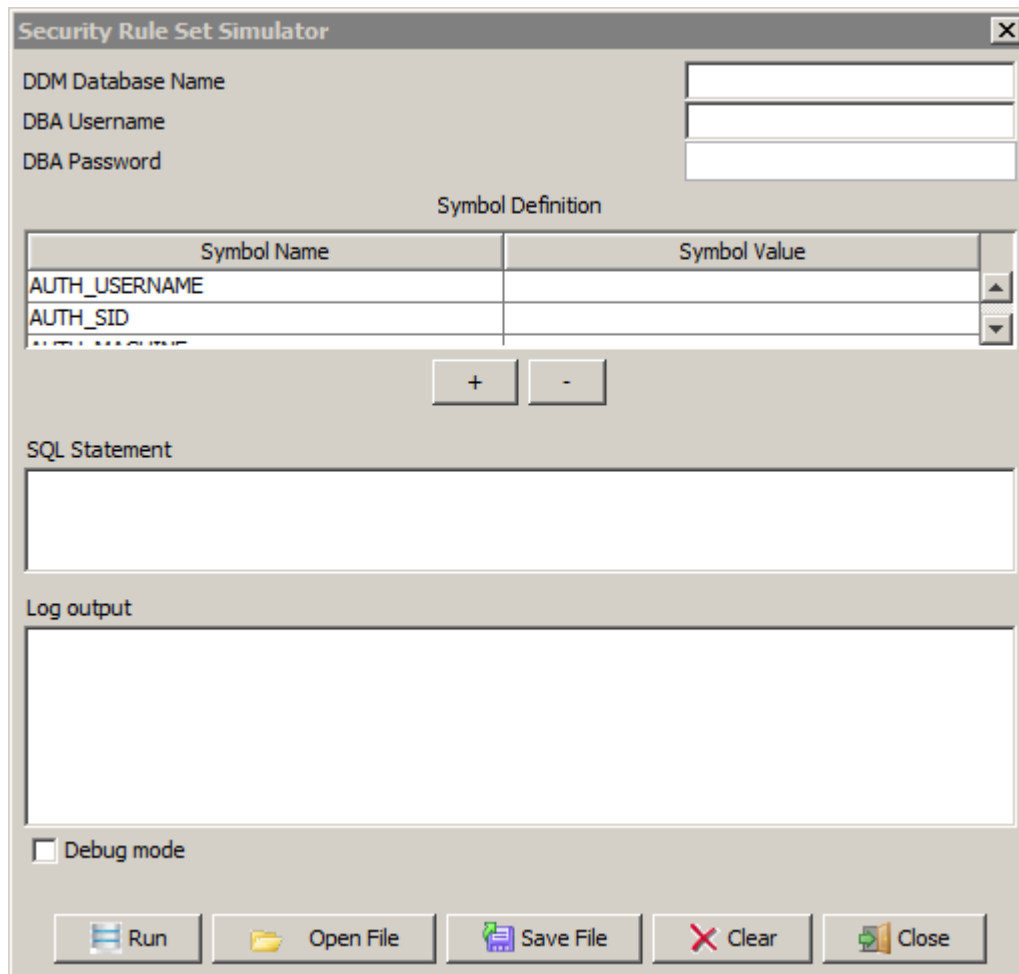 Security Rule Set Simulator
DDM Database Name
DBA Username
DBA Password
Symbol Definition
Symbol Name Symbol Value
AUTH_USERNAME
AUTH_SID
AUTH_MACHINE
+ -
SQL Statement
Log output
Debug mode
Run Open File Save File Clear Close